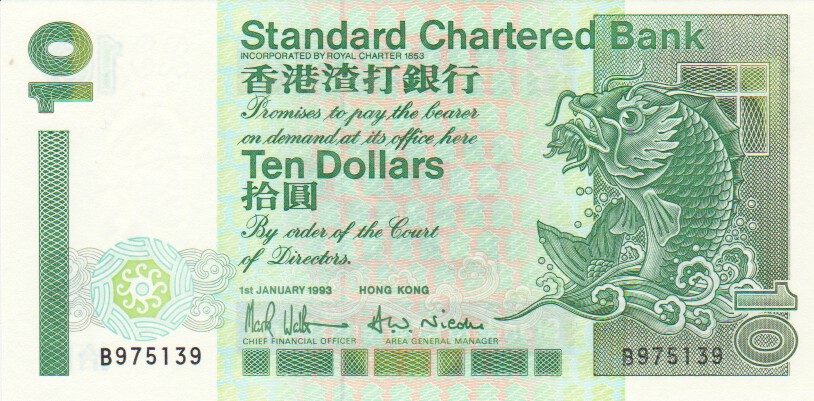 10
Standard Chartered Bank
INCORPORATED BY ROYAL CHARTER 1853
香港渣打銀行
Promises to pay the bearer
on demand at its office here
Ten Dollars
拾圓
By order of the Court
of Directors.
1st JANUARY 1993 HONG KONG
CHIEF FINANCIAL OFFICER AREA GENERAL MANAGER
B975139 B975139
10